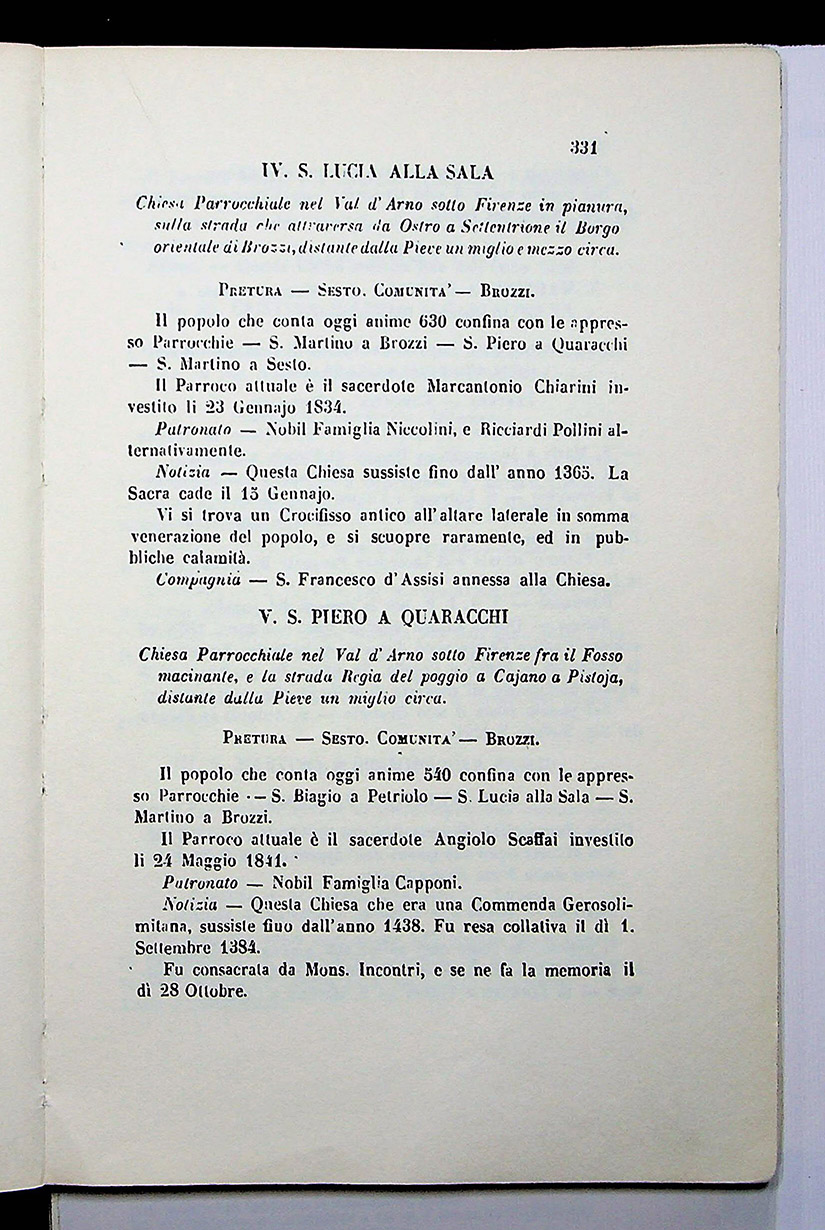 331
IV. S. LUCIA ALLA SALA
Chiesa Parrocchiale nel Val d' Arno sotto Firenze in pianura,
sulla strada che attraversa da Ostro a Settentrione il Borgo
orientale di Brozzi, distante dalla Pieve un miglio e mezzo circa.
PRETURA — SESTO. COMUNITA' — BROZZI.
Il popolo che conta oggi anime 630 confina con le appres-
so Parrocchie — S. Martino a Brozzi — S. Piero a Quaracchi
— S. Martino a Sesto.
Il Parroco attuale è il sacerdote Marcantonio Chiarini in-
vestito li 23 Gennajo 1834.
Patronato — Nobil Famiglia Niccolini, e Ricciardi Pollini al-
ternativamente.
Notizia — Questa Chiesa sussiste fino dall' anno 1365. La
Sacra cade il 15 Gennajo.
Vi si trova un Crocifisso antico all' altare laterale in somma
venerazione del popolo, e si scuopre raramente, ed in pub-
bliche calamità.
Compagnia — S. Francesco d' Assisi annessa alla Chiesa.
V. S. PIERO A QUARACCHI
Chiesa Parrocchiale nel Val d' Arno sotto Firenze fra il Fosso
macinante, e la strada Regia del poggio a Cajano a Pistoja,
distante dalla Pieve un miglio circa.
PRETURA — SESTO. COMUNITA' — BROZZI.
Il popolo che conta oggi anime 540 confina con le appres-
so Parrocchie — S. Biagio a Petriolo — S. Lucia alla Sala — S.
Martino a Brozzi.
Il Parroco attuale è il sacerdote Angiolo Scaffai investito
li 24 Maggio 1841.
Patronato — Nobil Famiglia Capponi.
Notizia — Questa Chiesa che era una Commenda Gerosoli-
mitana, sussiste fino dall'anno 1438. Fu resa collativa il dì 1.
Settembre 1384.
Fu consacrata da Mons. Incontri, e se ne fa la memoria il
dì 28 Ottobre.